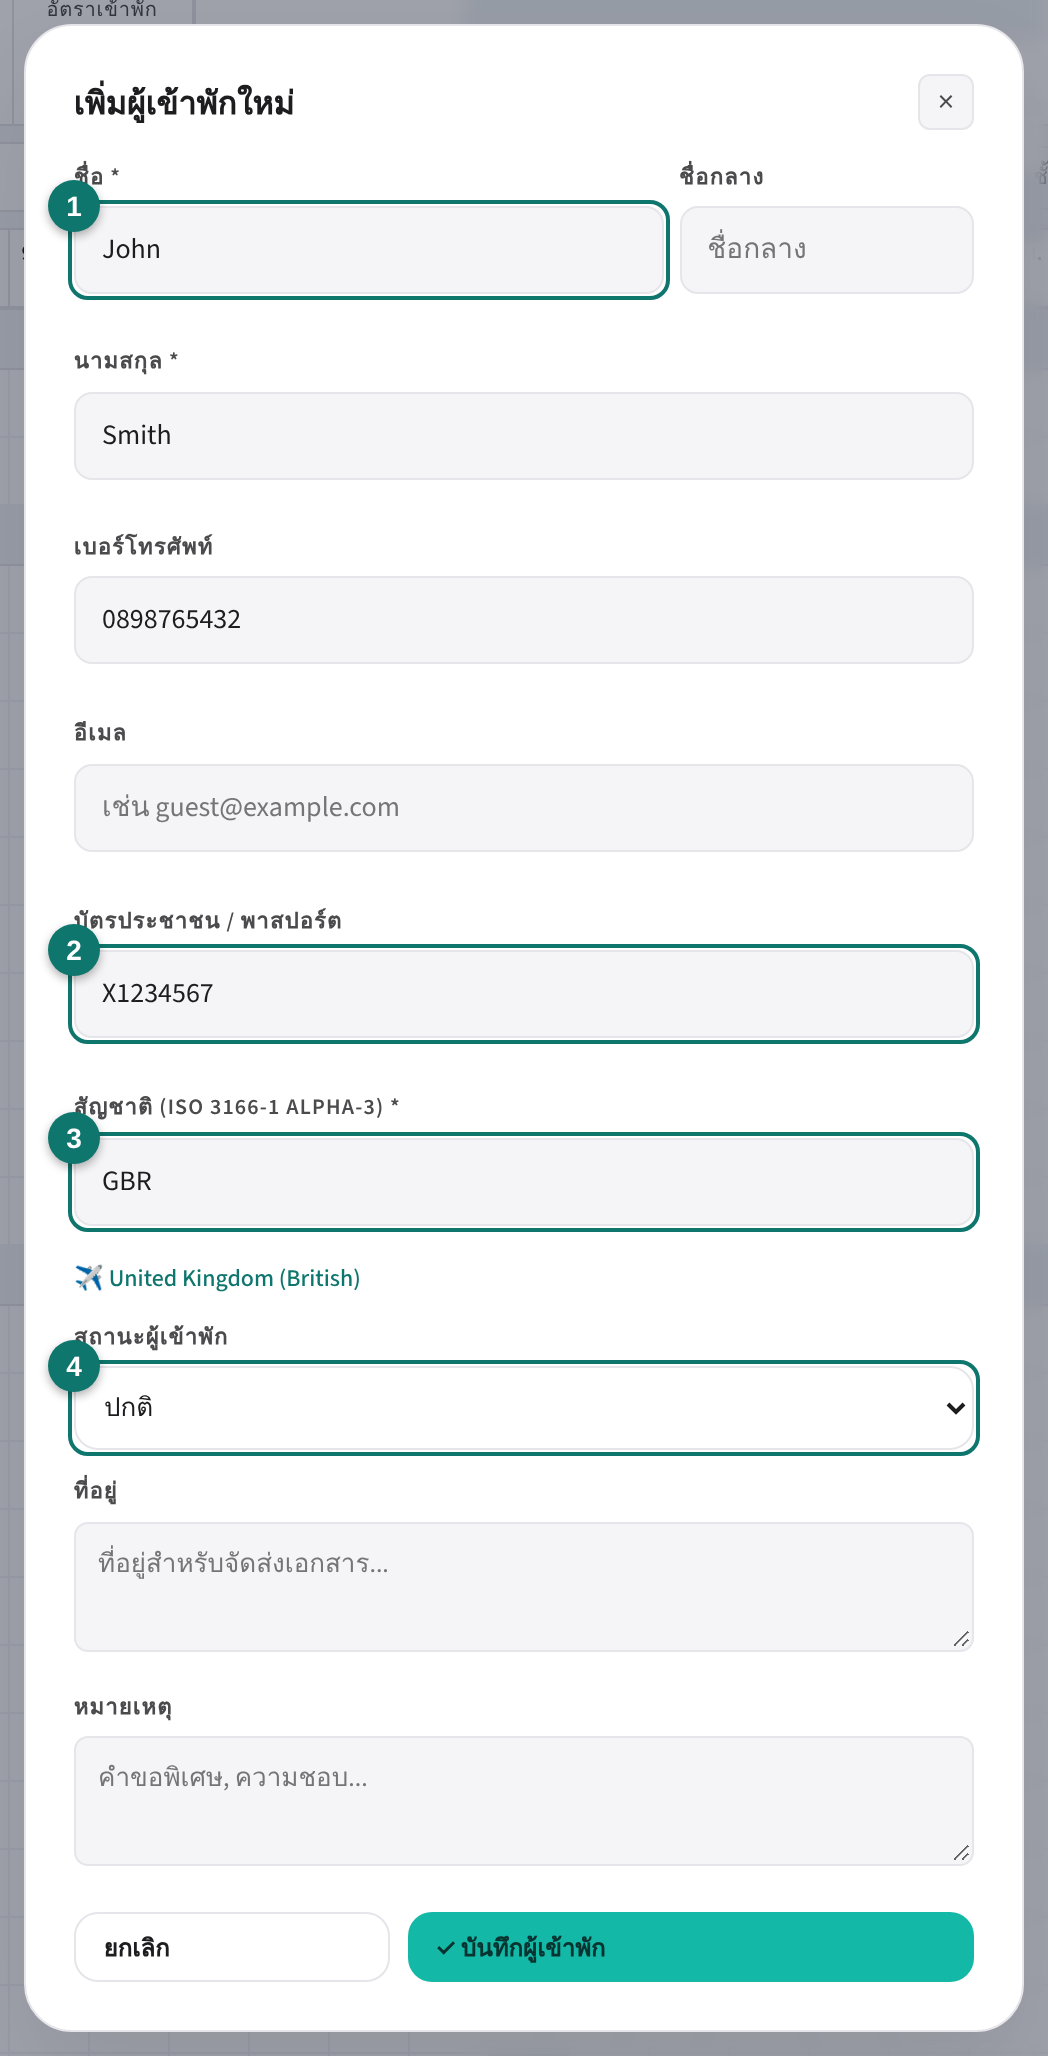 อัตราเข้าพัก
เพิ่มผู้เข้าพักใหม่
×
ชื่อ *
ชื่อกลาง
1
John
ชื่อกลาง
นามสกุล *
Smith
เบอร์โทรศัพท์
0898765432
อีเมล
เช่น guest@example.com
บัตรประชาชน / พาสปอร์ต
2
X1234567
สัญชาติ (ISO 3166-1 ALPHA-3) *
3
GBR
✈️ United Kingdom (British)
สถานะผู้เข้าพัก
4
ปกติ
ที่อยู่
ที่อยู่สำหรับจัดส่งเอกสาร...
หมายเหตุ
คำขอพิเศษ, ความชอบ...
ยกเลิก
✓ บันทึกผู้เข้าพัก